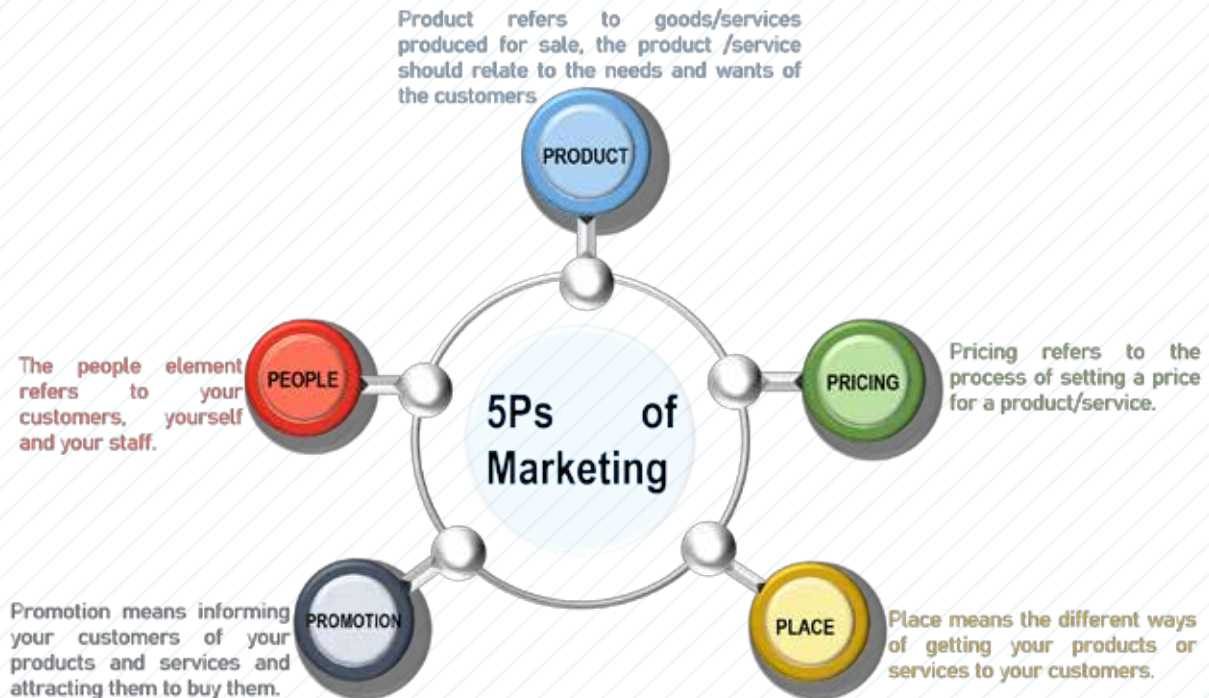 Product refers to goods/services
produced for sale, the product /service
should relate to the needs and wants of
the customers
PRODUCT
PRICING
Pricing refers to the
process of setting a price
for a product/service.
PEOPLE
The people element
refers to your
customers, yourself
and your staff.
5Ps of
Marketing
PROMOTION
Promotion means informing
your customers of your
products and services and
attracting them to buy them.
PLACE
Place means the different ways
of getting your products or
services to your customers.